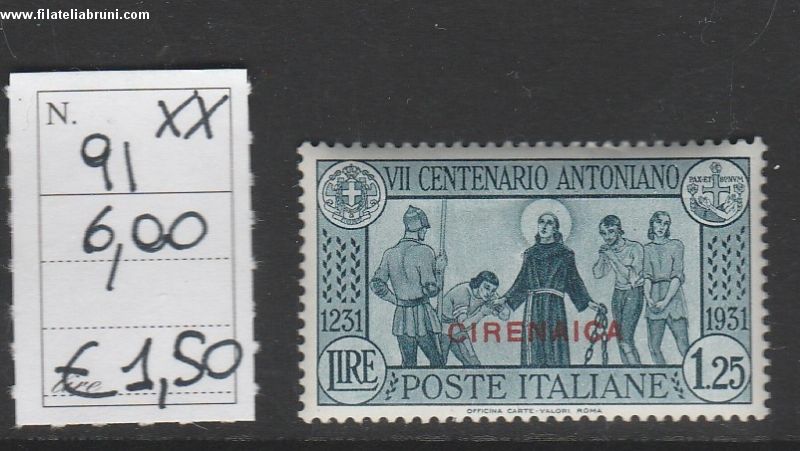 www.filateliabruni.com
N.
XX
91
6,00
€ 1,50
VII CENTENARIO ANTONIANO
PAX·ET BONVM
1231
1931
CIRENAICA
LIRE
1.25
POSTE ITALIANE
OFFICINA CARTE-VALORI ROMA